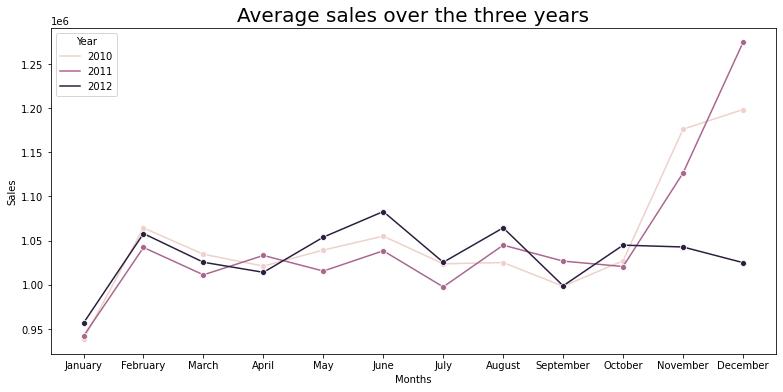 Average sales over the three years
1e6
Year
2010
2011
2012
1.25
1.20
1.15
1.10
1.05
1.00
0.95
Sales
January February March April May June July August September October November December
Months